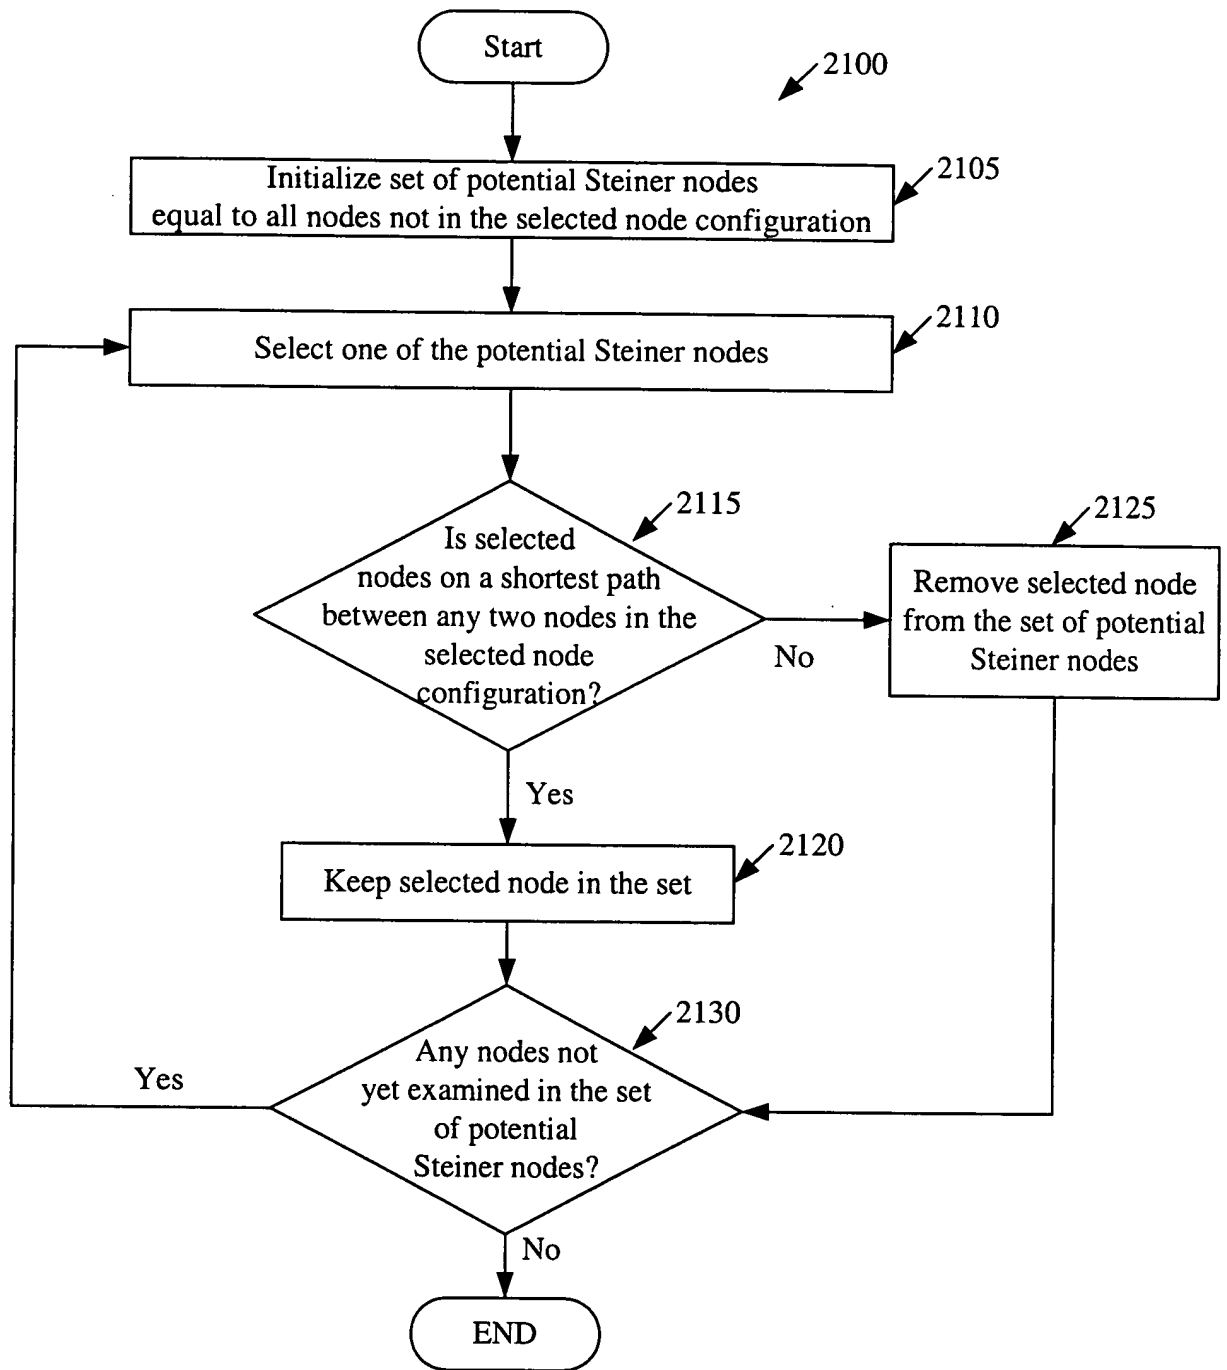 Start
2100
2105
Initialize set of potential Steiner nodes
equal to all nodes not in the selected node configuration
2110
Select one of the potential Steiner nodes
2115
Is selected
nodes on a shortest path
between any two nodes in the
selected node
configuration?
2125
Remove selected node
from the set of potential
Steiner nodes
No
Yes
2120
Keep selected node in the set
2130
Any nodes not
yet examined in the set
of potential
Steiner nodes?
Yes
No
END